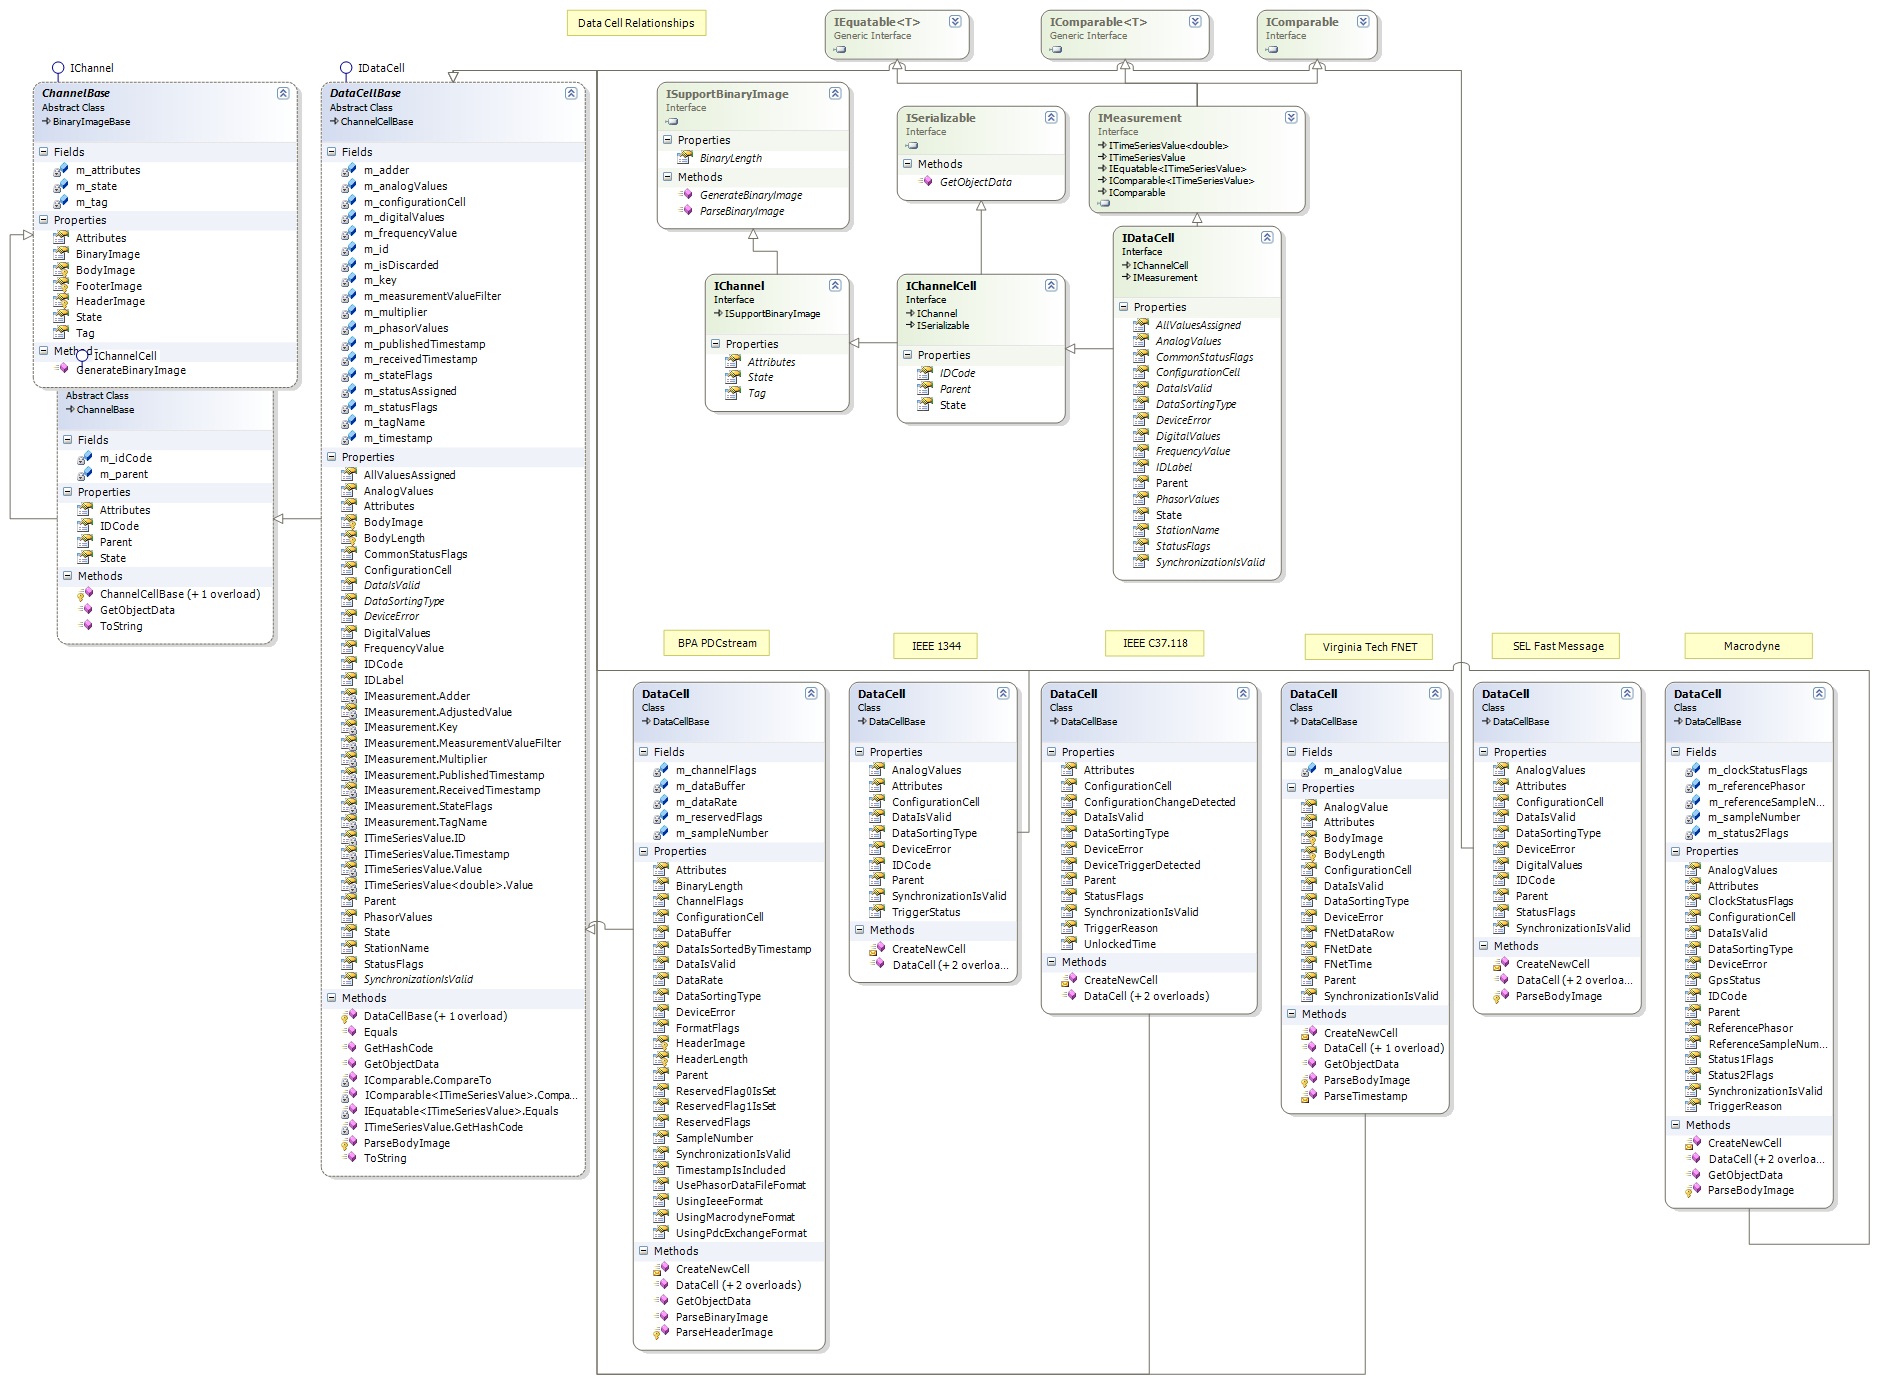 Data Cell Relationships
IEquatable<T>
Generic Interface
IComparable<T>
Generic Interface
IComparable
Interface
IChannel
ChannelBase
Abstract Class
BinaryImageBase
Fields
m_attributes
m_state
m_tag
Properties
Attributes
BinaryImage
BodyImage
FooterImage
HeaderImage
State
Tag
IChannelCell
GenerateBinaryImage
Abstract Class
ChannelBase
Fields
m_idCode
m_parent
Properties
Attributes
IDCode
Parent
State
Methods
ChannelCellBase (+ 1 overload)
GetObjectData
ToString
IDataCell
DataCellBase
Abstract Class
ChannelCellBase
Fields
m_adder
m_analogValues
m_configurationCell
m_digitalValues
m_frequencyValue
m_id
m_isDiscarded
m_key
m_measurementValueFilter
m_multiplier
m_phasorValues
m_publishedTimestamp
m_receivedTimestamp
m_stateFlags
m_statusAssigned
m_statusFlags
m_tagName
m_timestamp
Properties
AllValuesAssigned
AnalogValues
Attributes
BodyImage
BodyLength
CommonStatusFlags
ConfigurationCell
DataIsValid
DataSortingType
DeviceError
DigitalValues
FrequencyValue
IDCode
IDLabel
IMeasurement.Adder
IMeasurement.AdjustedValue
IMeasurement.Key
IMeasurement.MeasurementValueFilter
IMeasurement.Multiplier
IMeasurement.PublishedTimestamp
IMeasurement.ReceivedTimestamp
IMeasurement.StateFlags
IMeasurement.TagName
ITimeSeriesValue.ID
ITimeSeriesValue.Timestamp
ITimeSeriesValue.Value
ITimeSeriesValue<double>.Value
Parent
PhasorValues
State
StationName
StatusFlags
SynchronizationIsValid
Methods
DataCellBase (+ 1 overload)
Equals
GetHashCode
GetObjectData
IComparable.CompareTo
IComparable<ITimeSeriesValue>.Compa...
IEquatable<ITimeSeriesValue>.Equals
ITimeSeriesValue.GetHashCode
ParseBodyImage
ToString
ISupportBinaryImage
Interface
Properties
BinaryLength
Methods
GenerateBinaryImage
ParseBinaryImage
ISerializable
Interface
Methods
GetObjectData
IMeasurement
Interface
ITimeSeriesValue<double>
ITimeSeriesValue
IEquatable<ITimeSeriesValue>
IComparable<ITimeSeriesValue>
IComparable
IChannel
Interface
ISupportBinaryImage
Properties
Attributes
State
Tag
IChannelCell
Interface
IChannel
ISerializable
Properties
IDCode
Parent
State
IDataCell
Interface
IChannelCell
IMeasurement
Properties
AllValuesAssigned
AnalogValues
CommonStatusFlags
ConfigurationCell
DataIsValid
DataSortingType
DeviceError
DigitalValues
FrequencyValue
IDLabel
Parent
PhasorValues
State
StationName
StatusFlags
SynchronizationIsValid
BPA PDCstream
DataCell
Class
DataCellBase
Fields
m_channelFlags
m_dataBuffer
m_dataRate
m_reservedFlags
m_sampleNumber
Properties
Attributes
BinaryLength
ChannelFlags
ConfigurationCell
DataBuffer
DataIsSortedByTimestamp
DataIsValid
DataRate
DataSortingType
DeviceError
FormatFlags
HeaderImage
HeaderLength
Parent
ReservedFlag0IsSet
ReservedFlag1IsSet
ReservedFlags
SampleNumber
SynchronizationIsValid
TimestampIsIncluded
UsePhasorDataFileFormat
UsingIeeeFormat
UsingMacrodyneFormat
UsingPdcExchangeFormat
Methods
CreateNewCell
DataCell (+ 2 overloads)
GetObjectData
ParseBinaryImage
ParseHeaderImage
IEEE 1344
DataCell
Class
DataCellBase
Properties
AnalogValues
Attributes
ConfigurationCell
DataIsValid
DataSortingType
DeviceError
IDCode
Parent
SynchronizationIsValid
TriggerStatus
Methods
CreateNewCell
DataCell (+ 2 overloa...
IEEE C37.118
DataCell
Class
DataCellBase
Properties
Attributes
ConfigurationCell
ConfigurationChangeDetected
DataIsValid
DataSortingType
DeviceError
DeviceTriggerDetected
Parent
StatusFlags
SynchronizationIsValid
TriggerReason
UnlockedTime
Methods
CreateNewCell
DataCell (+ 2 overloads)
Virginia Tech FNET
DataCell
Class
DataCellBase
Fields
m_analogValue
Properties
AnalogValue
Attributes
BodyImage
BodyLength
ConfigurationCell
DataIsValid
DataSortingType
DeviceError
FNetDataRow
FNetDate
FNetTime
Parent
SynchronizationIsValid
Methods
CreateNewCell
DataCell (+ 1 overload)
GetObjectData
ParseBodyImage
ParseTimestamp
SEL Fast Message
DataCell
Class
DataCellBase
Properties
AnalogValues
Attributes
ConfigurationCell
DataIsValid
DataSortingType
DeviceError
DigitalValues
IDCode
Parent
StatusFlags
SynchronizationIsValid
Methods
CreateNewCell
DataCell (+ 2 overloa...
ParseBodyImage
Macrodyne
DataCell
Class
DataCellBase
Fields
m_clockStatusFlags
m_referencePhasor
m_referenceSampleN...
m_sampleNumber
m_status2Flags
Properties
AnalogValues
Attributes
ClockStatusFlags
ConfigurationCell
DataIsValid
DataSortingType
DeviceError
GpsStatus
IDCode
Parent
ReferencePhasor
ReferenceSampleNum...
Status1Flags
Status2Flags
SynchronizationIsValid
TriggerReason
Methods
CreateNewCell
DataCell (+ 2 overloa...
GetObjectData
ParseBodyImage